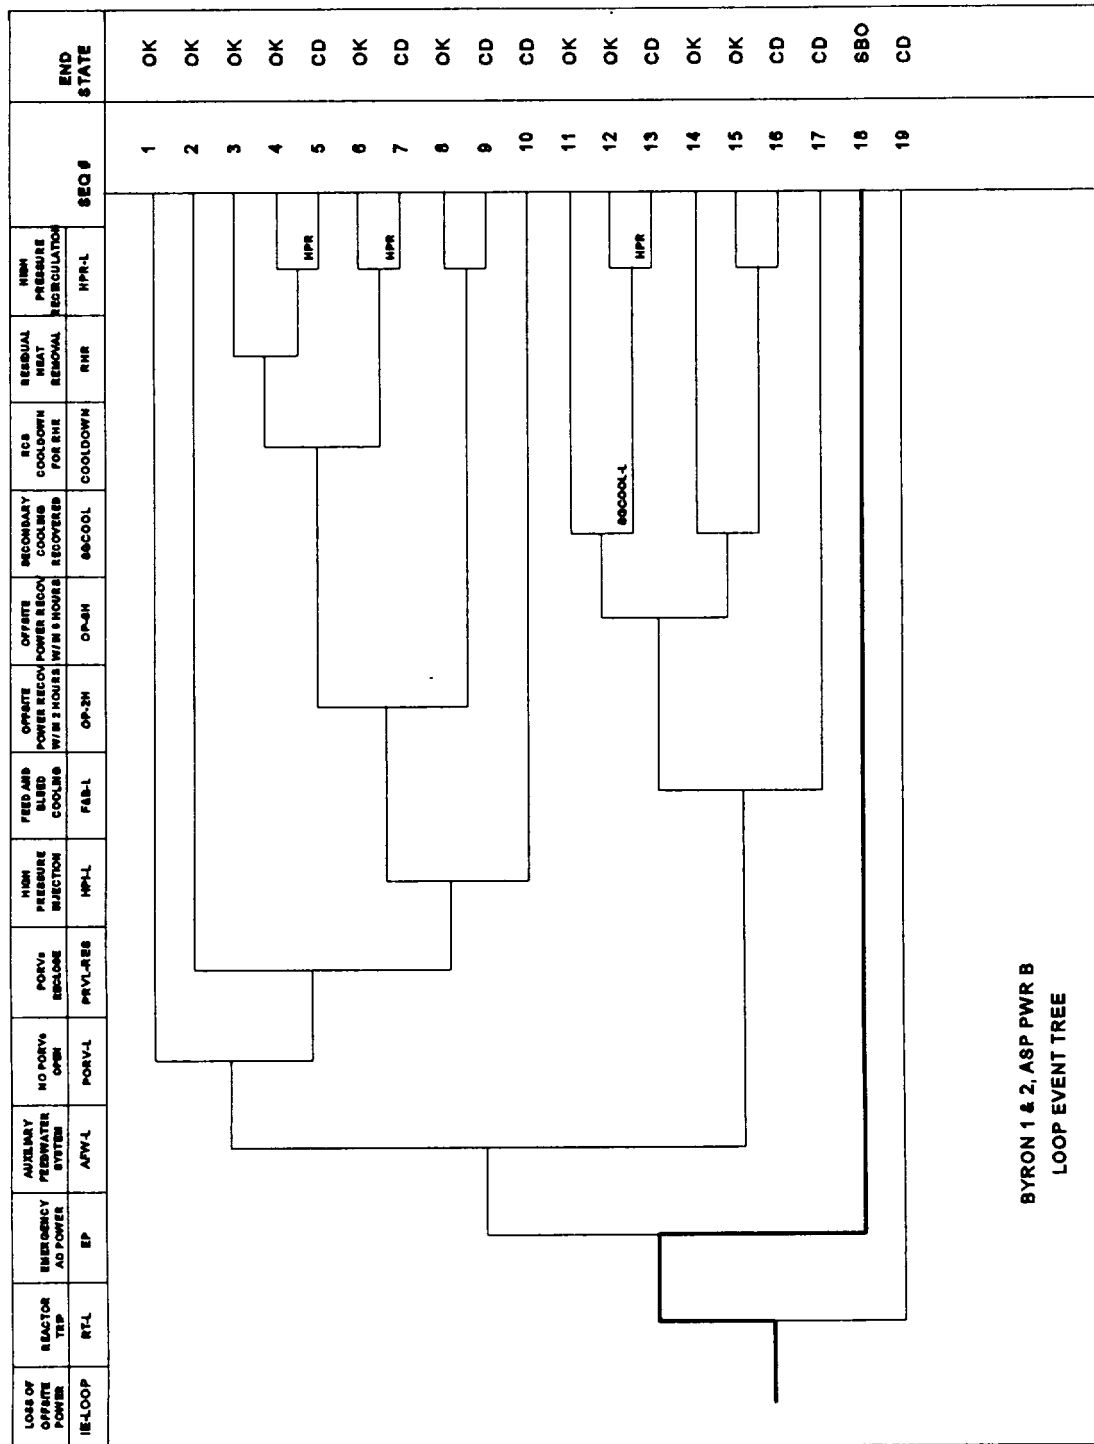 LOSS OF
OFFSITE
POWER
IE-LOOP
REACTOR
TRIP
RT-L
EMERGENCY
AD POWER
EP
AUXILIARY
FEEDWATER
SYSTEM
AFW-L
NO PORVs
OPEN
PORV-L
PORVs
RECLOSE
PRVL-RES
HIGH
PRESSURE
INJECTION
HPI-L
FEED AND
BLEED
COOLING
F&B-L
OFFSITE
POWER RECOV
W/IN 2 HOURS
OP-2H
OFFSITE
POWER RECOV
W/IN 6 HOURS
OP-6H
SECONDARY
COOLING
RECOVERED
SGCOOL
RCS
COOLDOWN
FOR RHR
COOLDOWN
RESIDUAL
HEAT
REMOVAL
RHR
HIGH
PRESSURE
RECIRCULATION
HPR-L
SEQ #
END
STATE
1 OK
2 OK
3 OK
4 OK
HPR
5 CD
6 OK
HPR
7 CD
8 OK
9 CD
10 CD
11 OK
12 OK
SGCOOL-L
HPR
13 CD
14 OK
15 OK
16 CD
17 CD
18 SBO
19 CD
BYRON 1 & 2, ASP PWR B
LOOP EVENT TREE